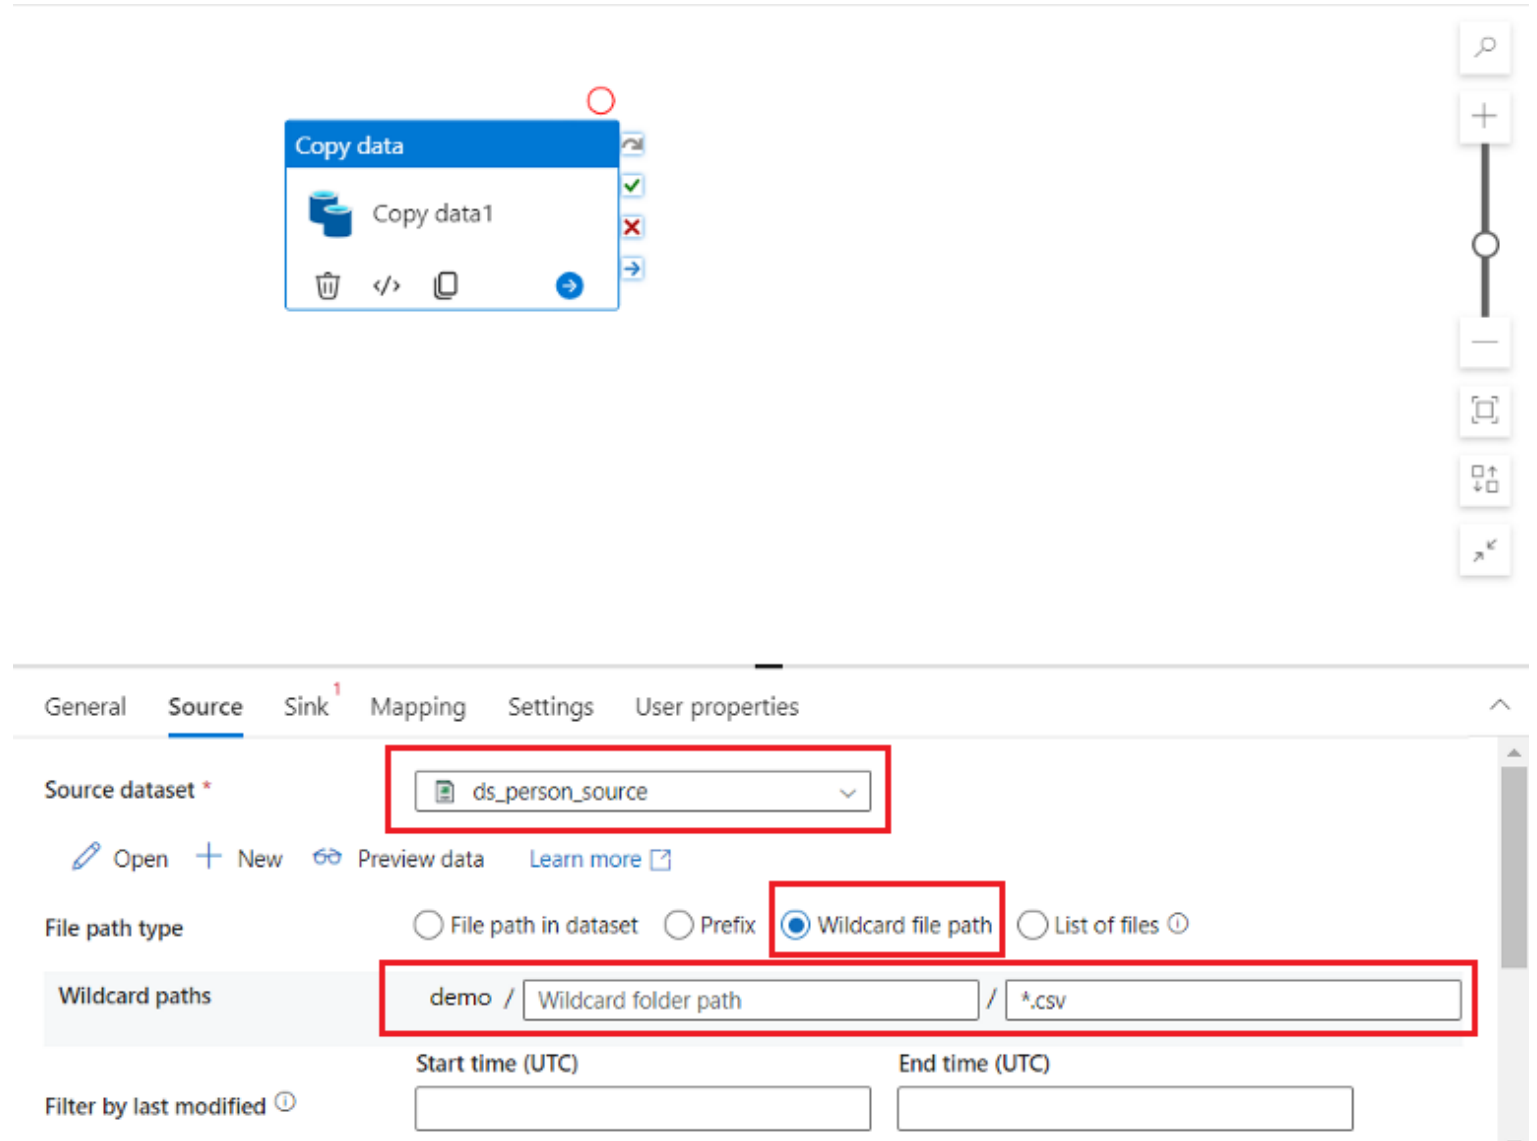 Copy data
Copy data1
General Source Sink 1 Mapping Settings User properties
Source dataset * ds_person_source
Open New Preview data Learn more
File path type File path in dataset Prefix Wildcard file path List of files
Wildcard paths demo / Wildcard folder path / *.csv
Start time (UTC) End time (UTC)
Filter by last modified